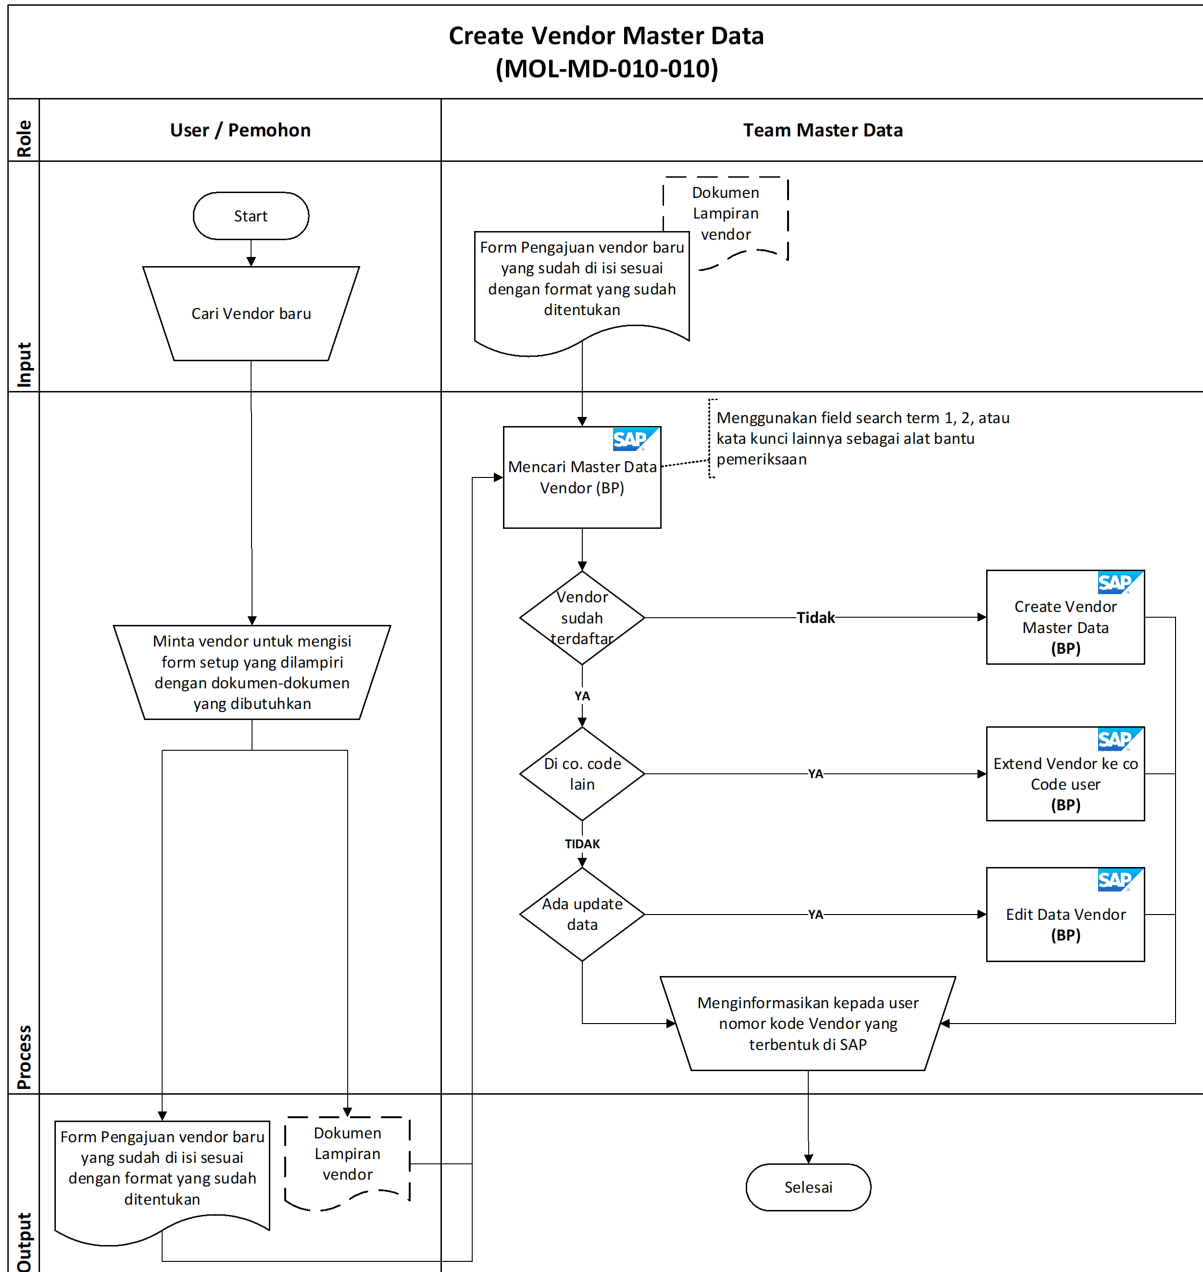 Create Vendor Master Data
(MOL-MD-010-010)
Role
User / Pemohon
Team Master Data
Input
Start
Cari Vendor baru
Dokumen
Lampiran
vendor
Form Pengajuan vendor baru
yang sudah di isi sesuai
dengan format yang sudah
ditentukan
Process
Minta vendor untuk mengisi
form setup yang dilampiri
dengan dokumen-dokumen
yang dibutuhkan
SAP
Mencari Master Data
Vendor (BP)
Menggunakan field search term 1, 2, atau
kata kunci lainnya sebagai alat bantu
pemeriksaan
Vendor
sudah
terdaftar
Tidak
SAP
Create Vendor
Master Data
(BP)
YA
Di co. code
lain
YA
SAP
Extend Vendor ke co
Code user
(BP)
TIDAK
Ada update
data
YA
SAP
Edit Data Vendor
(BP)
Menginformasikan kepada user
nomor kode Vendor yang
terbentuk di SAP
Output
Form Pengajuan vendor baru
yang sudah di isi sesuai
dengan format yang sudah
ditentukan
Dokumen
Lampiran
vendor
Selesai